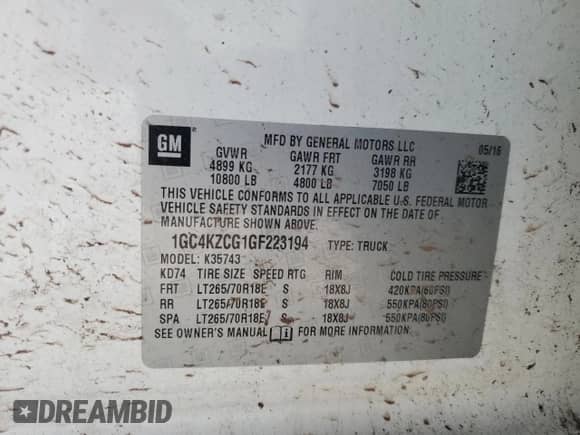 GM
MFD BY GENERAL MOTORS LLC 05/16
GVWR GAWR FRT GAWR RR
4899 KG 2177 KG 3198 KG
10800 LB 4800 LB 7050 LB
THIS VEHICLE CONFORMS TO ALL APPLICABLE U.S. FEDERAL MOTOR
VEHICLE SAFETY STANDARDS IN EFFECT ON THE DATE OF
MANUFACTURE SHOWN ABOVE.
1GC4KZCG1GF223194 TYPE: TRUCK
MODEL: K35743
KD74 TIRE SIZE SPEED RTG RIM COLD TIRE PRESSURE
FRT LT265/70R18E S 18X8J 420KPA(60PSI)
RR LT265/70R18E S 18X8J 550KPA(80PSI)
SPA LT265/70R18E S 18X8J 550KPA(80PSI)
SEE OWNER'S MANUAL FOR MORE INFORMATION.
DREAMBID